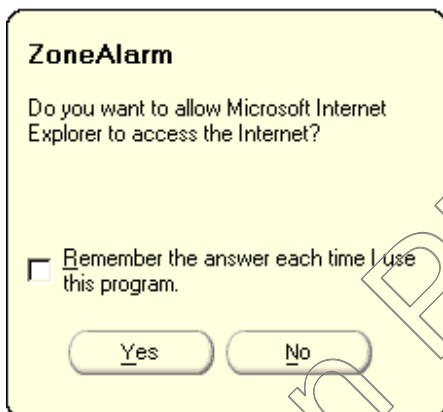 ZoneAlarm
Do you want to allow Microsoft Internet
Explorer to access the Internet?
Remember the answer each time I use
this program.
Yes
No